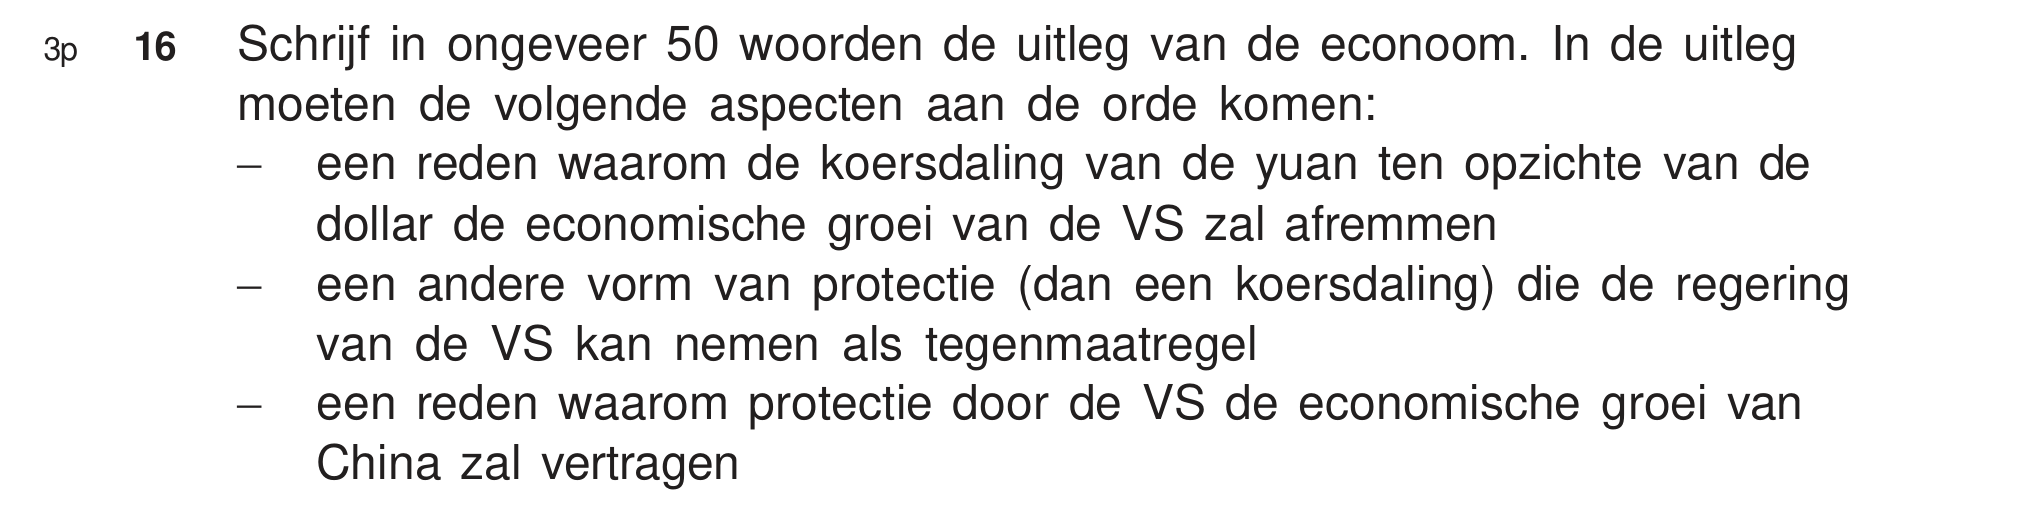 3p 16 Schrijf in ongeveer 50 woorden de uitleg van de econoom. In de uitleg
moeten de volgende aspecten aan de orde komen:
– een reden waarom de koersdaling van de yuan ten opzichte van de
dollar de economische groei van de VS zal afremmen
– een andere vorm van protectie (dan een koersdaling) die de regering
van de VS kan nemen als tegenmaatregel
– een reden waarom protectie door de VS de economische groei van
China zal vertragen